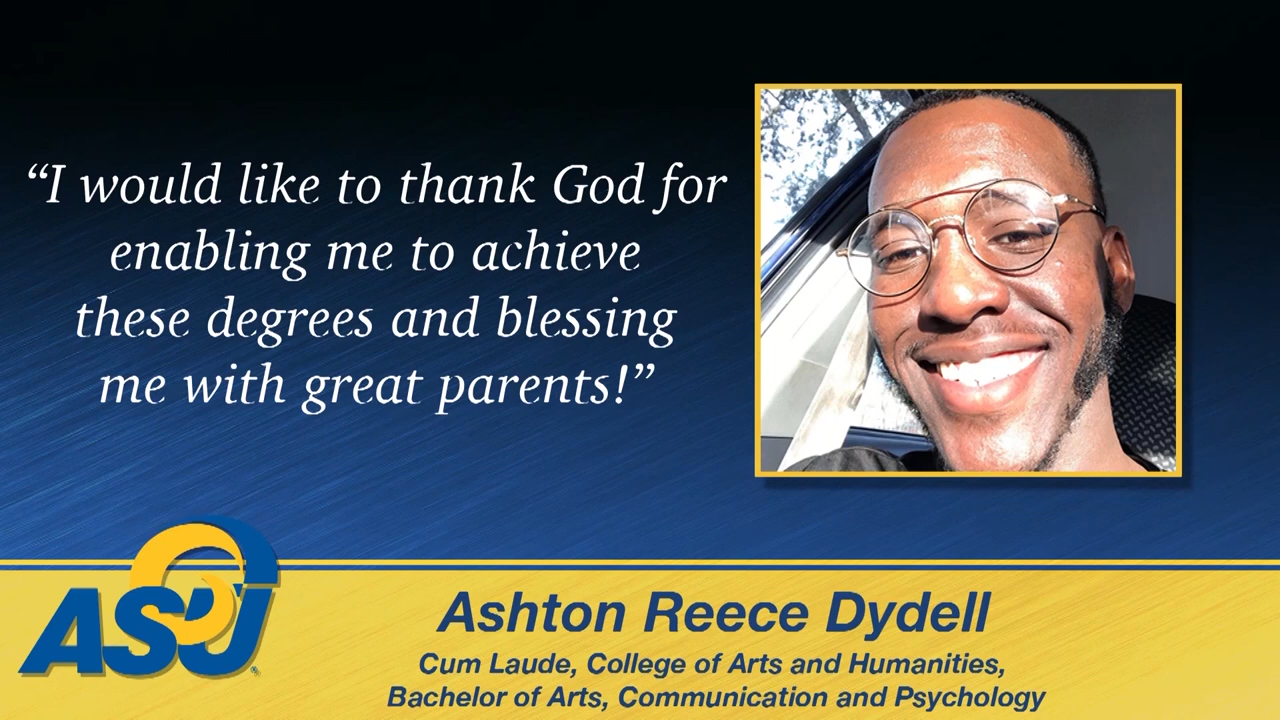 “I would like to thank God for
enabling me to achieve
these degrees and blessing
me with great parents!”
ASU
Ashton Reece Dydell
Cum Laude, College of Arts and Humanities,
Bachelor of Arts, Communication and Psychology